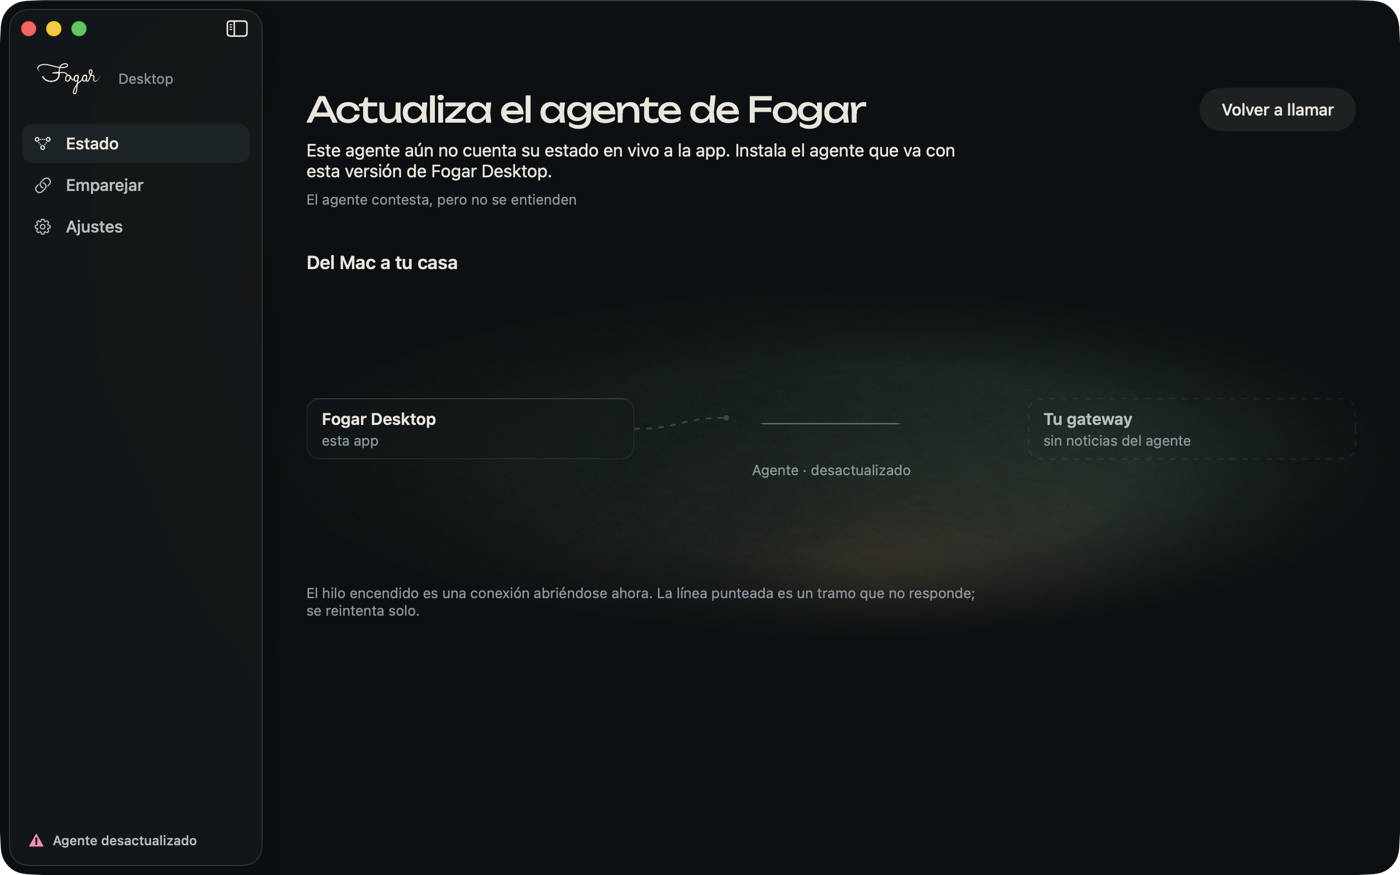 Fogar Desktop
Estado
Emparejar
Ajustes
Agente desactualizado
Actualiza el agente de Fogar
Volver a llamar
Este agente aún no cuenta su estado en vivo a la app. Instala el agente que va con
esta versión de Fogar Desktop.
El agente contesta, pero no se entienden
Del Mac a tu casa
Fogar Desktop
esta app
Agente · desactualizado
Tu gateway
sin noticias del agente
El hilo encendido es una conexión abriéndose ahora. La línea punteada es un tramo que no responde;
se reintenta solo.